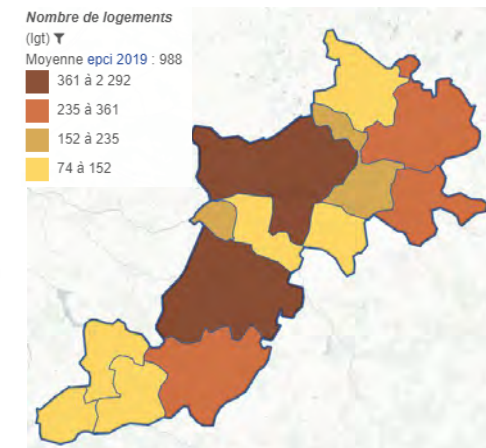 Nombre de logements
(lgt)
Moyenne epci 2019 : 988
361 à 2 292
235 à 361
152 à 235
74 à 152